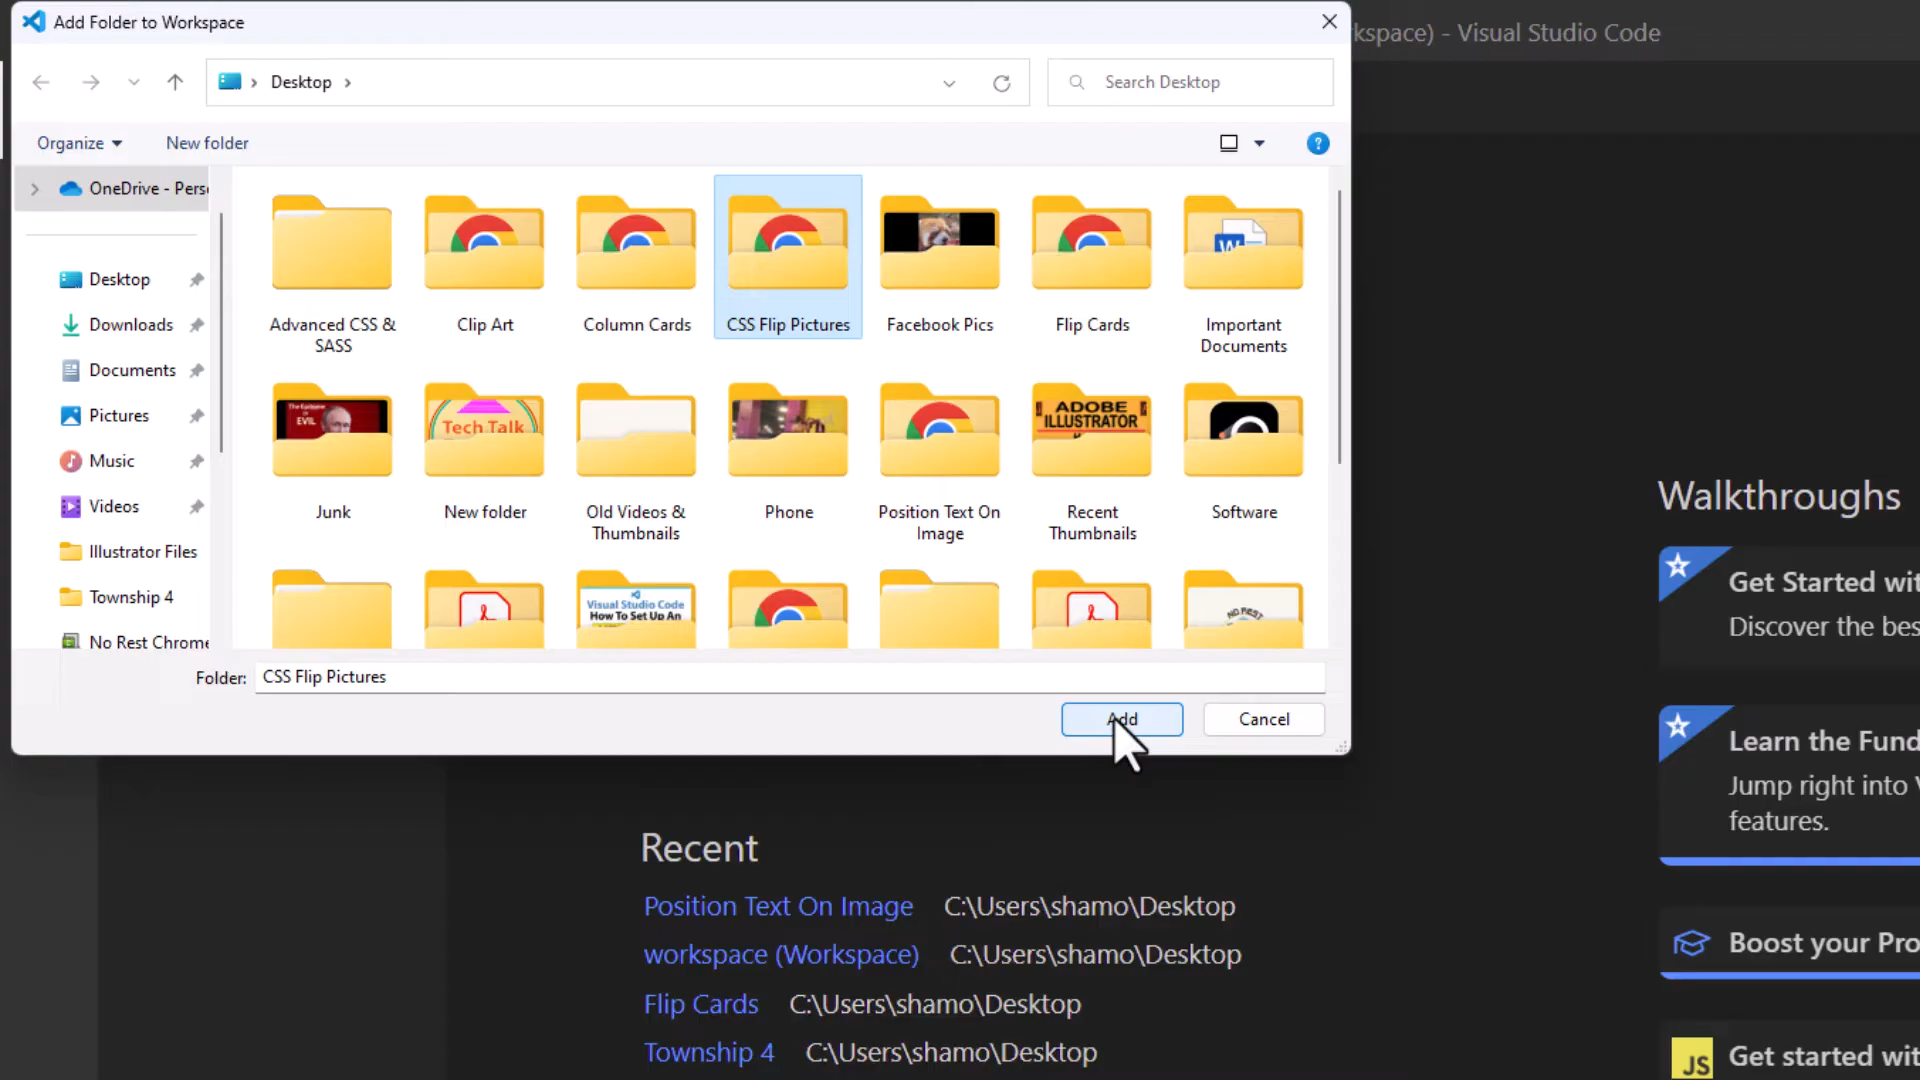 Add Folder to Workspace
kspace) - Visual Studio Code
Desktop
Search Desktop
Organize
New folder
OneDrive - Pers
Desktop
Downloads
Documents
Pictures
Music
Videos
Illustrator Files
Township 4
No Rest Chrome
Advanced CSS &
SASS
Clip Art
Column Cards
CSS Flip Pictures
Facebook Pics
Flip Cards
Important
Documents
W
The Epitome
EVIL
Tech Talk
ADOBE
ILLUSTRATOR
Junk
New folder
Old Videos &
Thumbnails
Phone
Position Text On
Image
Recent
Thumbnails
Software
Visual Studio Code
How To Set Up An
NO REST
Folder:
CSS Flip Pictures
Add
Cancel
Walkthroughs
Get Started wit
Discover the bes
Learn the Fund
Jump right into V
features.
Boost your Pro
JS
Get started wit
Recent
Position Text On Image C:\Users\shamo\Desktop
workspace (Workspace) C:\Users\shamo\Desktop
Flip Cards C:\Users\shamo\Desktop
Township 4 C:\Users\shamo\Desktop